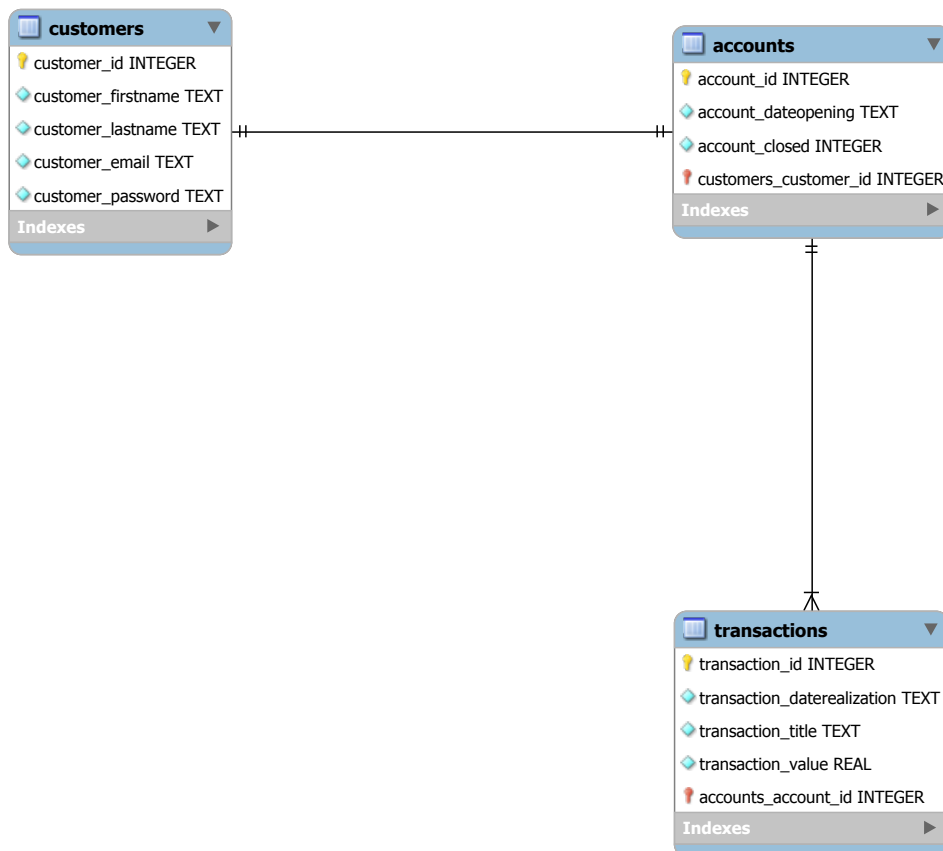 customers
customer_id INTEGER
customer_firstname TEXT
customer_lastname TEXT
customer_email TEXT
customer_password TEXT
Indexes
accounts
account_id INTEGER
account_dateopening TEXT
account_closed INTEGER
customers_customer_id INTEGER
Indexes
transactions
transaction_id INTEGER
transaction_daterealization TEXT
transaction_title TEXT
transaction_value REAL
accounts_account_id INTEGER
Indexes